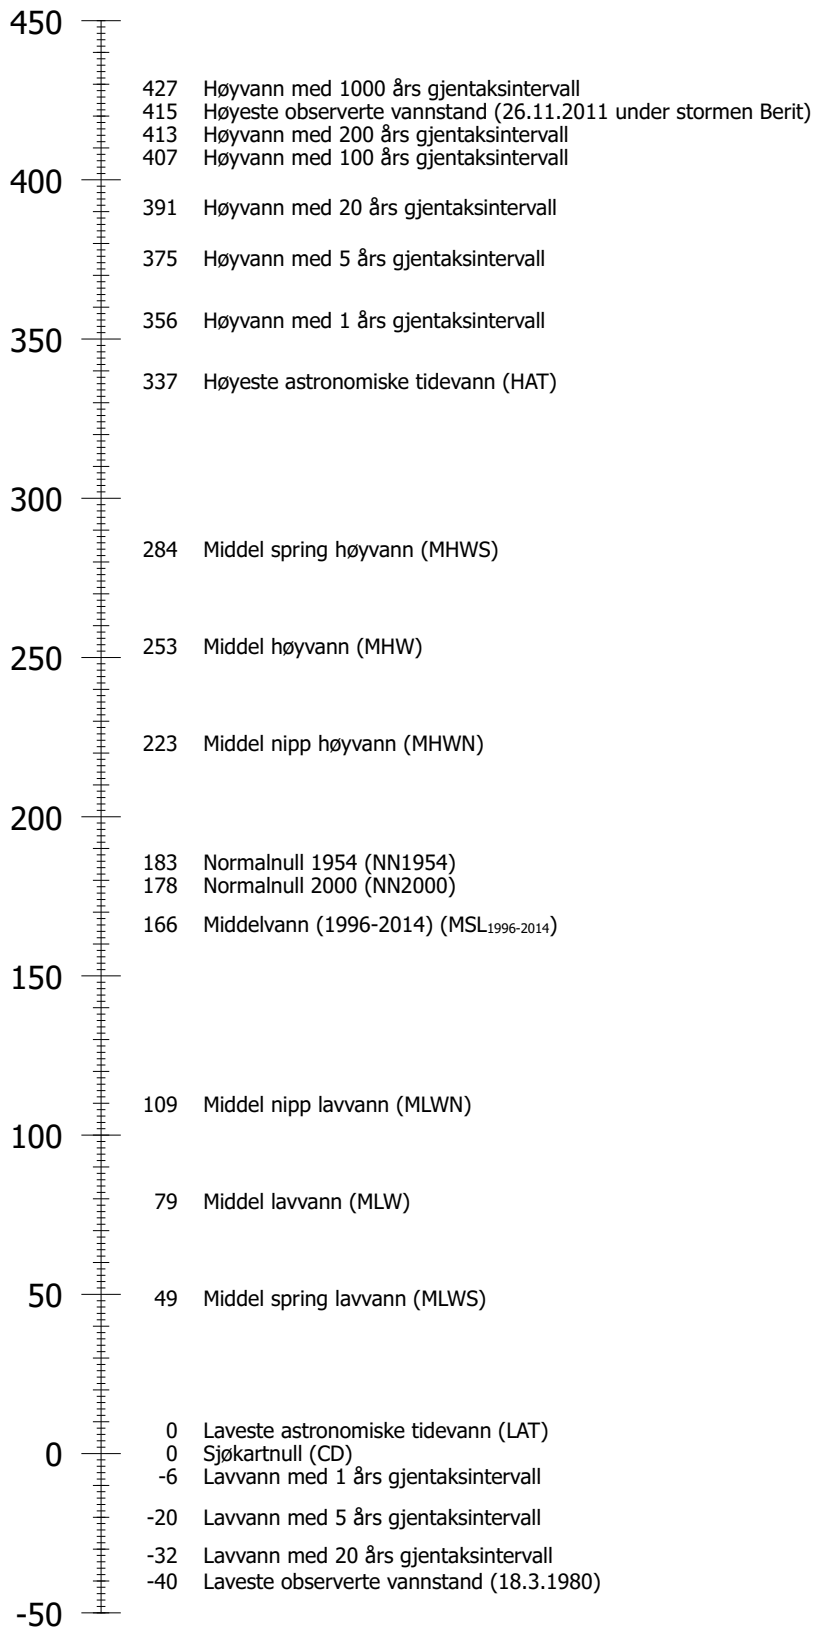 450
427 Høyvann med 1000 års gjentaksintervall
415 Høyeste observerte vannstand (26.11.2011 under stormen Berit)
413 Høyvann med 200 års gjentaksintervall
407 Høyvann med 100 års gjentaksintervall
400
391 Høyvann med 20 års gjentaksintervall
375 Høyvann med 5 års gjentaksintervall
356 Høyvann med 1 års gjentaksintervall
350
337 Høyeste astronomiske tidevann (HAT)
300
284 Middel spring høyvann (MHWS)
253 Middel høyvann (MHW)
250
223 Middel nipp høyvann (MHWN)
200
183 Normalnull 1954 (NN1954)
178 Normalnull 2000 (NN2000)
166 Middelvann (1996-2014) (MSL1996-2014)
150
109 Middel nipp lavvann (MLWN)
100
79 Middel lavvann (MLW)
50
49 Middel spring lavvann (MLWS)
0 Laveste astronomiske tidevann (LAT)
0
0 Sjøkartnull (CD)
-6 Lavvann med 1 års gjentaksintervall
-20 Lavvann med 5 års gjentaksintervall
-32 Lavvann med 20 års gjentaksintervall
-40 Laveste observerte vannstand (18.3.1980)
-50